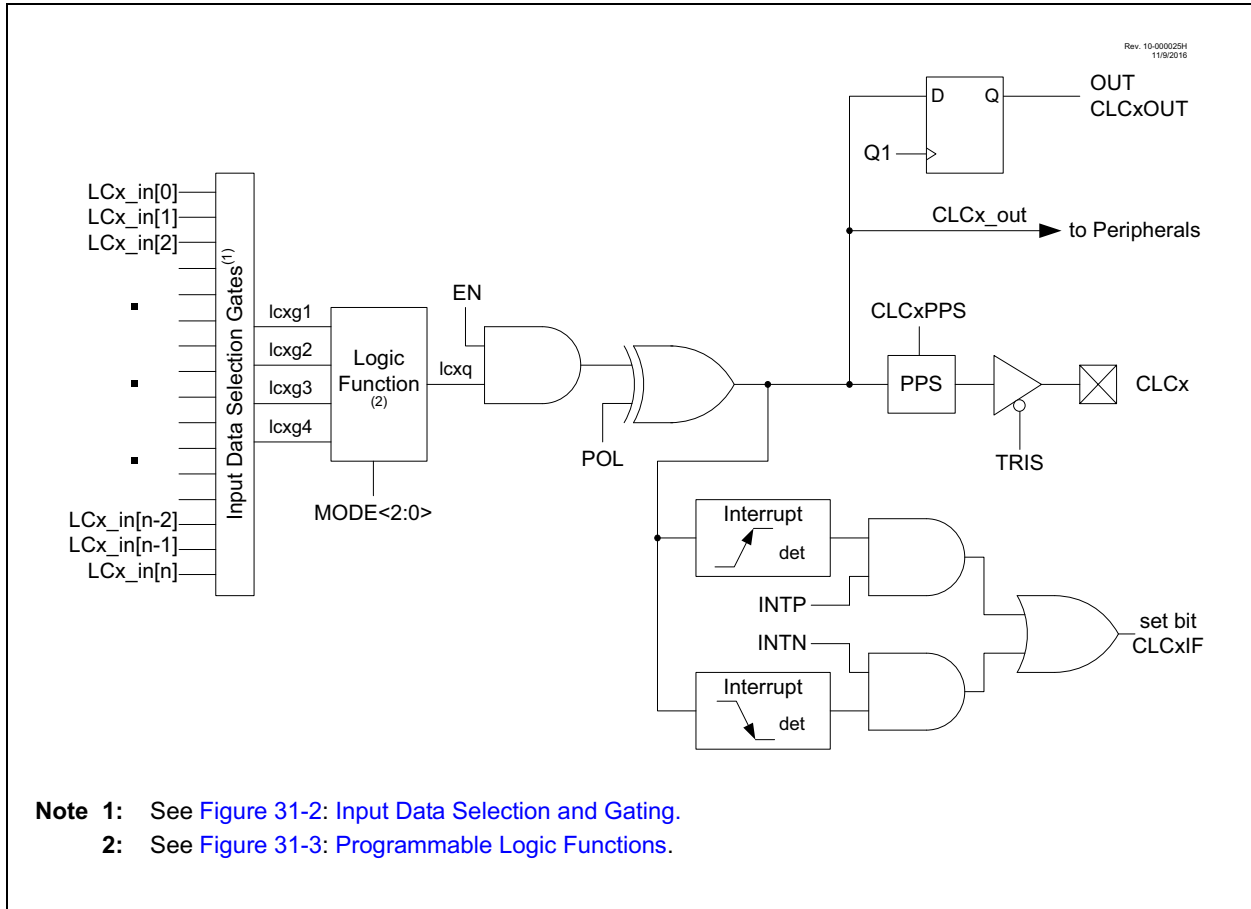 Rev. 10-000025H
11/9/2016
OUT
CLCxOUT
D
Q
Q1
CLCx_out
to Peripherals
LCx_in[0]
LCx_in[1]
LCx_in[2]
LCx_in[n-2]
LCx_in[n-1]
LCx_in[n]
Input Data Selection Gates(1)
lcxg1
lcxg2
lcxg3
lcxg4
Logic
Function
(2)
MODE<2:0>
lcxq
EN
POL
CLCxPPS
PPS
TRIS
CLCx
Interrupt
det
INTP
INTN
Interrupt
det
set bit
CLCxIF
Note 1: See Figure 31-2: Input Data Selection and Gating.
2: See Figure 31-3: Programmable Logic Functions.